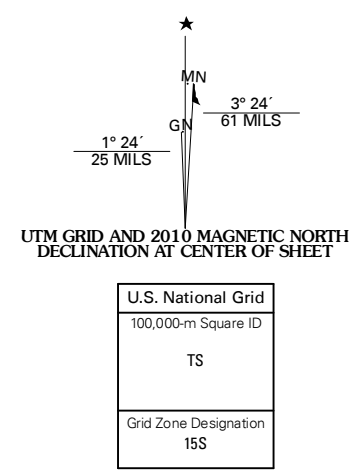 ★
MN
GN
3° 24´
61 MILS
1° 24´
25 MILS
UTM GRID AND 2010 MAGNETIC NORTH
DECLINATION AT CENTER OF SHEET
U.S. National Grid
100,000-m Square ID
TS
Grid Zone Designation
15S